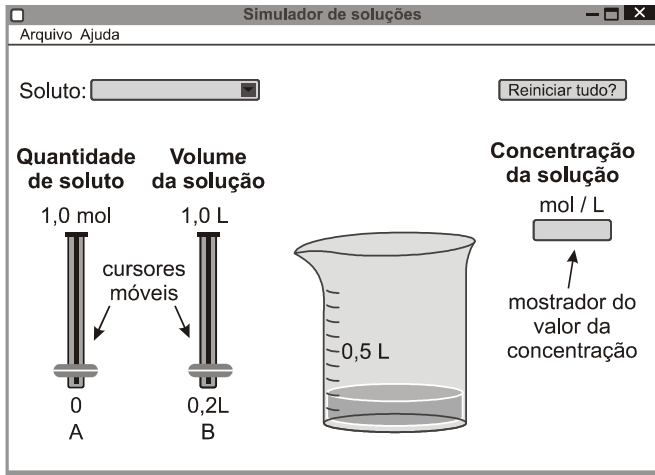 Simulador de soluções
Arquivo Ajuda
Soluto:
Reiniciar tudo?
Quantidade
de soluto
Volume
da solução
Concentração
da solução
1,0 mol
1,0 L
mol / L
cursores
móveis
mostrador do
valor da
concentração
0,5 L
0
0,2L
A
B